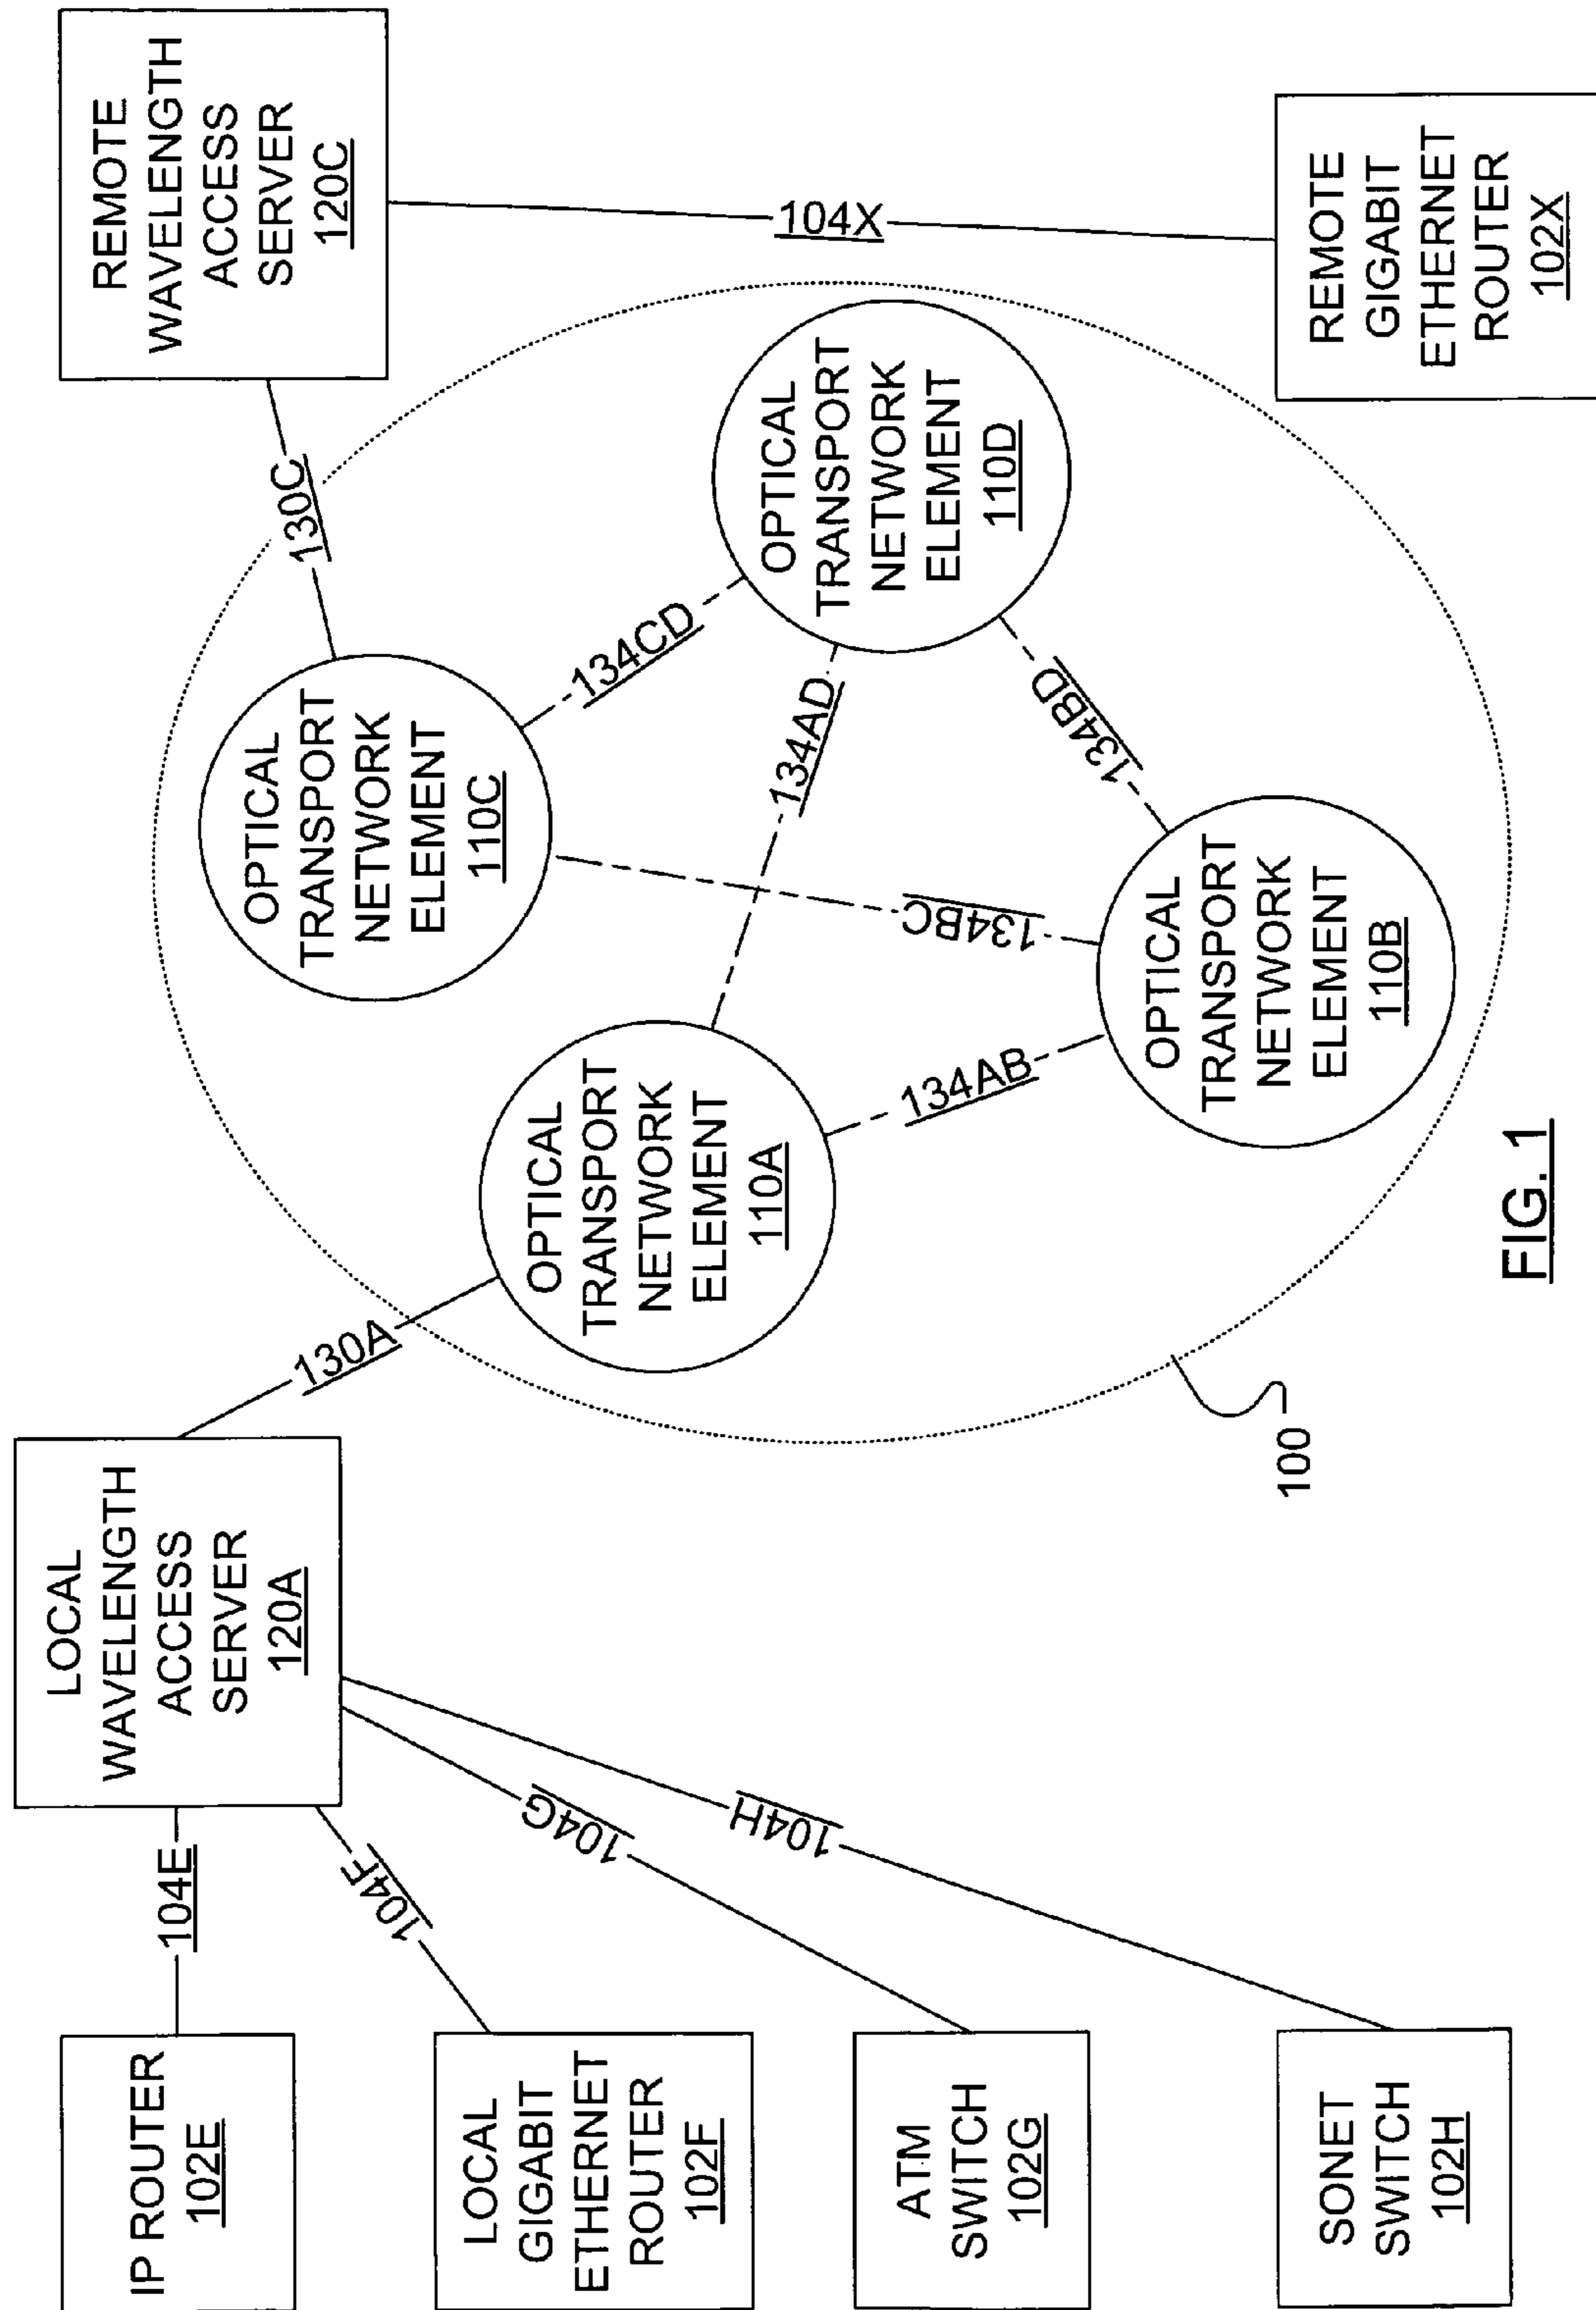 IP ROUTER
102E
LOCAL
GIGABIT
ETHERNET
ROUTER
102F
ATM
SWITCH
102G
SONET
SWITCH
102H
104E
104F
104G
104H
LOCAL
WAVELENGTH
ACCESS
SERVER
120A
130A
100
OPTICAL
TRANSPORT
NETWORK
ELEMENT
110A
134AB
OPTICAL
TRANSPORT
NETWORK
ELEMENT
110B
134BC
134AD
OPTICAL
TRANSPORT
NETWORK
ELEMENT
110C
134CD
134BD
OPTICAL
TRANSPORT
NETWORK
ELEMENT
110D
130C
REMOTE
WAVELENGTH
ACCESS
SERVER
120C
104X
REMOTE
GIGABIT
ETHERNET
ROUTER
102X
FIG. 1